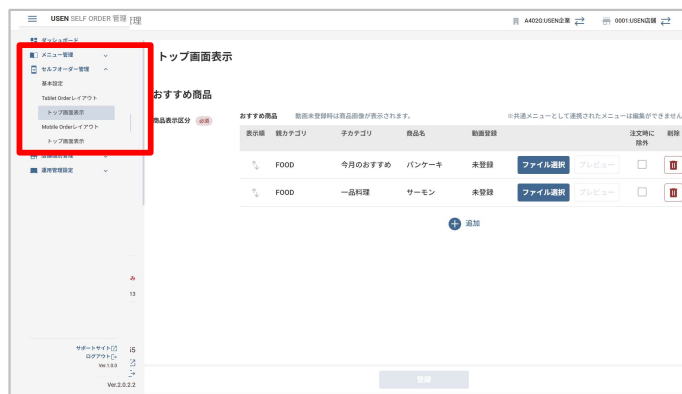 USEN SELF ORDER 管理
管理
A402G:USEN企業
0001:USEN店舗
ダッシュボード
メニュー管理
セルフオーダー管理
基本設定
Tablet Orderレイアウト
トップ画面表示
Mobile Orderレイアウト
トップ画面表示
店舗個別管理
運用管理設定
サポートサイト
ログアウト
Ver.1.0.0
13
55
Ver.2.0.2.2
トップ画面表示
おすすめ商品
商品表示区分 必須
おすすめ商品 動画未登録時は商品画像が表示されます。
※共通メニューとして連携されたメニューは編集ができません
表示順 親カテゴリ 子カテゴリ 商品名 動画登録 注文時に除外 削除
FOOD 今月のおすすめ パンケーキ 未登録 ファイル選択 プレビュー
FOOD 一品料理 サーモン 未登録 ファイル選択 プレビュー
追加
登録